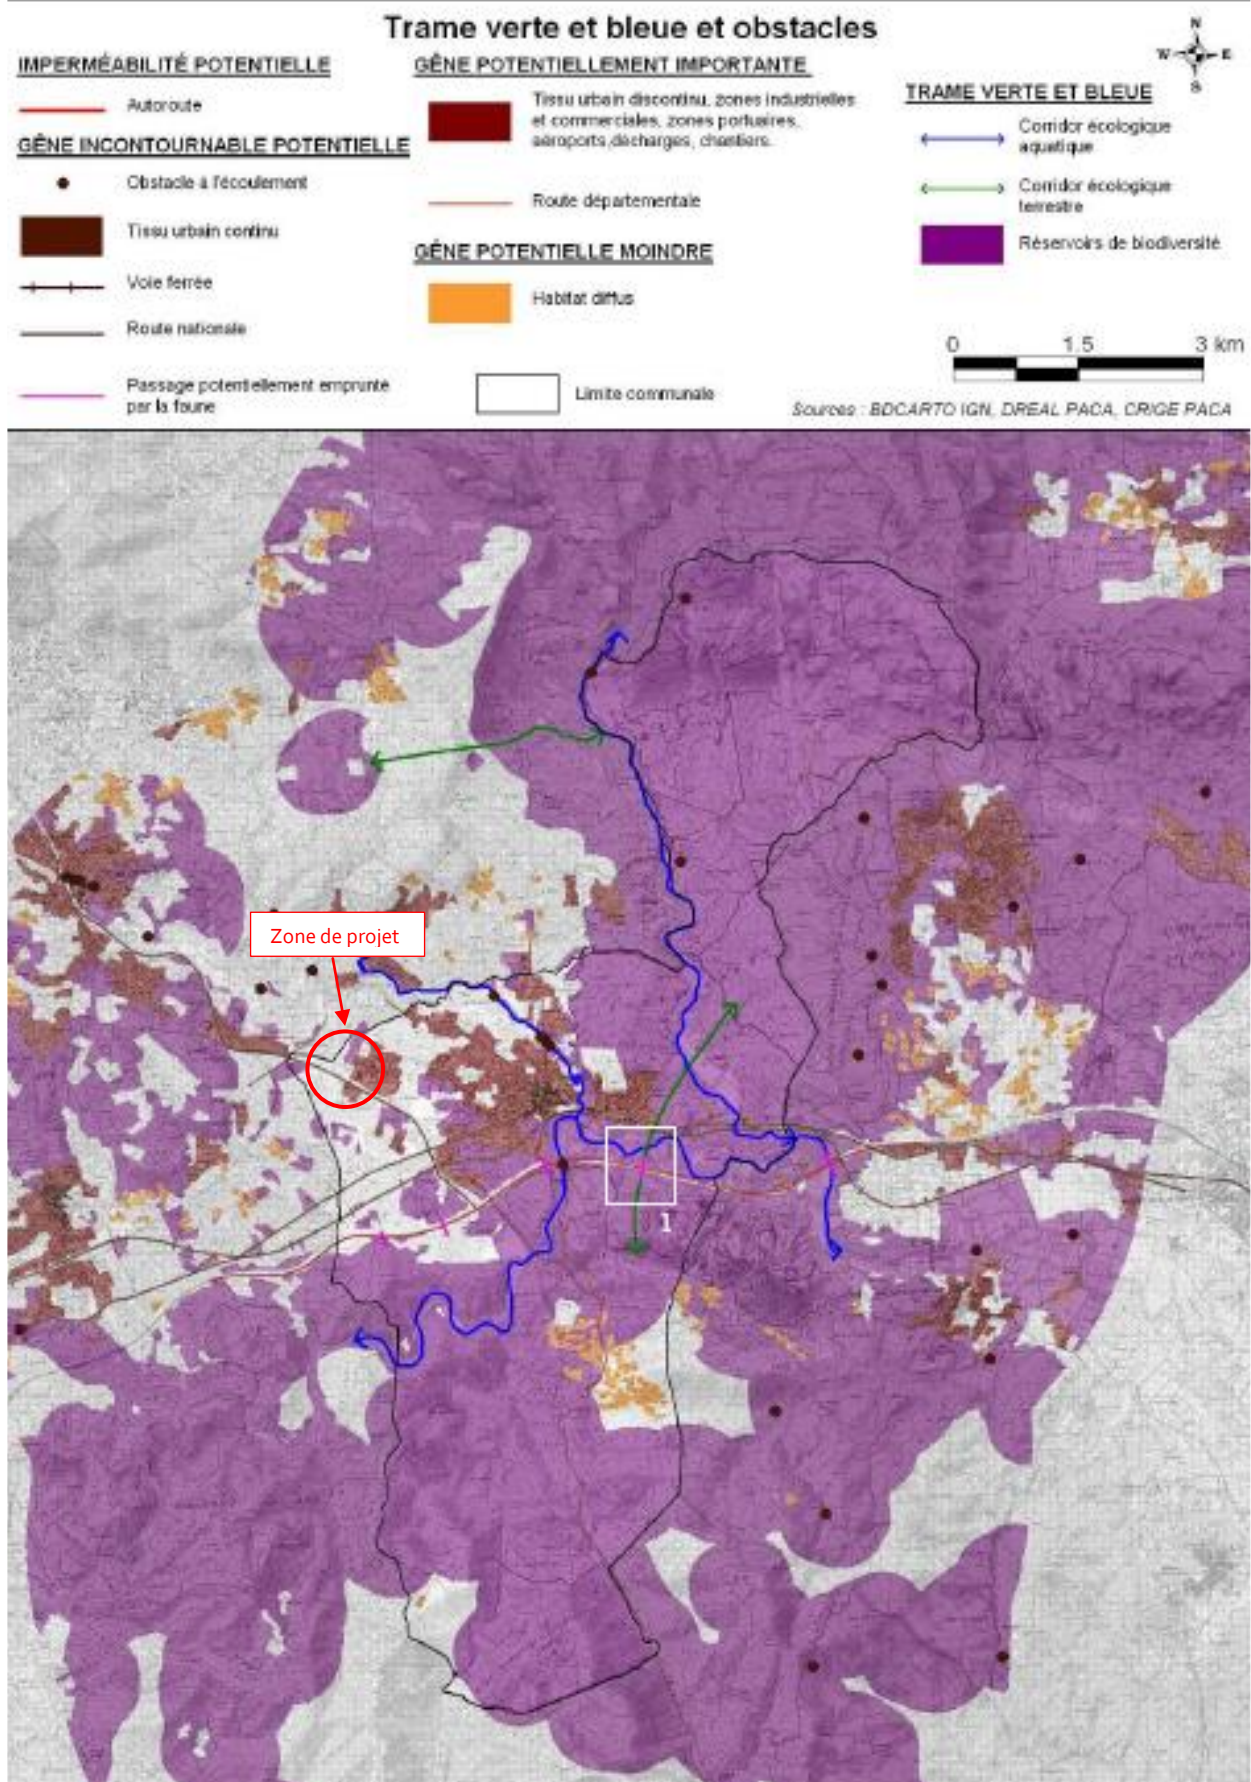 Trame verte et bleue et obstacles
N
W E
S
IMPERMÉABILITÉ POTENTIELLE
Autoroute
GÊNE INCONTOURNABLE POTENTIELLE
Obstacle à l'écoulement
Tissu urbain continu
Voie ferrée
Route nationale
Passage potentiellement emprunté
par la faune
GÊNE POTENTIELLEMENT IMPORTANTE
Tissu urbain discontinu, zones industrielles
et commerciales, zones portuaires,
aéroports,décharges, chantiers.
Route départementale
GÊNE POTENTIELLE MOINDRE
Habitat diffus
Limite communale
TRAME VERTE ET BLEUE
Corridor écologique
aquatique
Corridor écologique
terrestre
Réservoirs de biodiversité
0 1.5 3 km
Sources : BDCARTO IGN, DREAL PACA, CRIGE PACA
Zone de projet
1